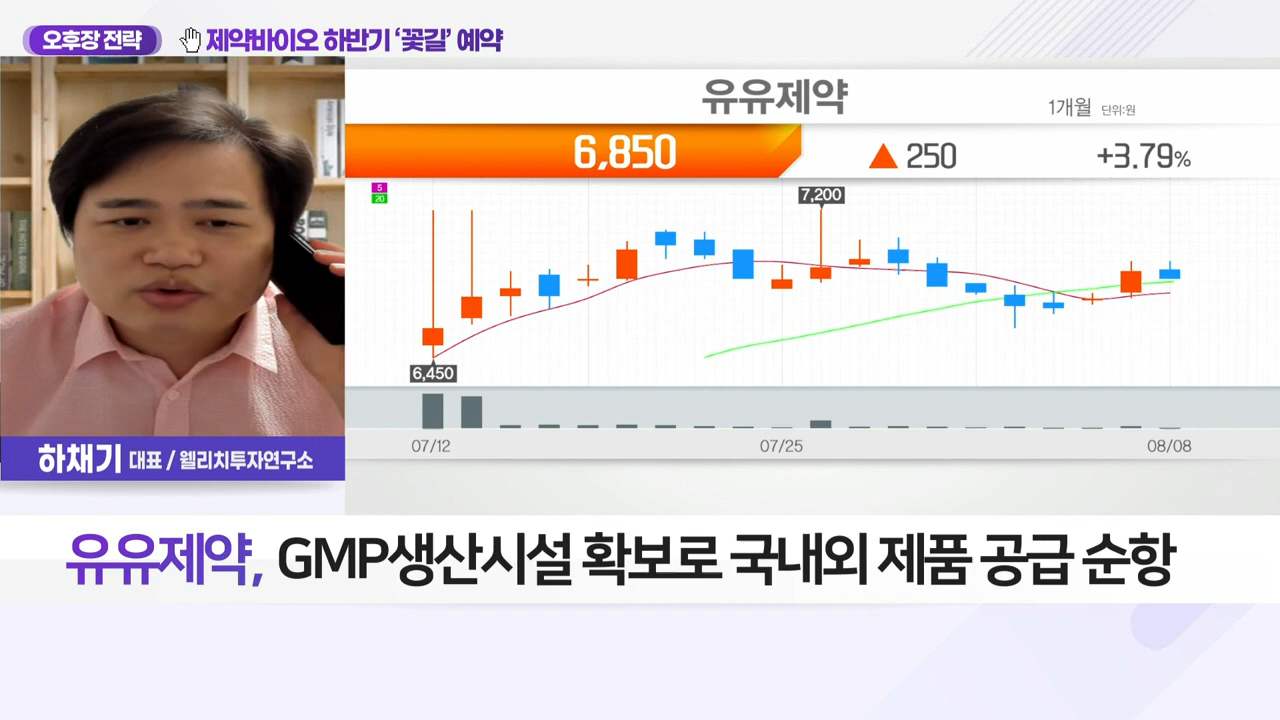 오후장 전략
제약바이오 하반기 ‘꽃길’ 예약
유유제약
1개월 단위:원
6,850 ▲ 250 +3.79%
5
20
7,200
6,450
07/12 07/25 08/08
THE HOTEL BOOK
하채기 대표 / 웰리치투자연구소
유유제약, GMP생산시설 확보로 국내외 제품 공급 순항